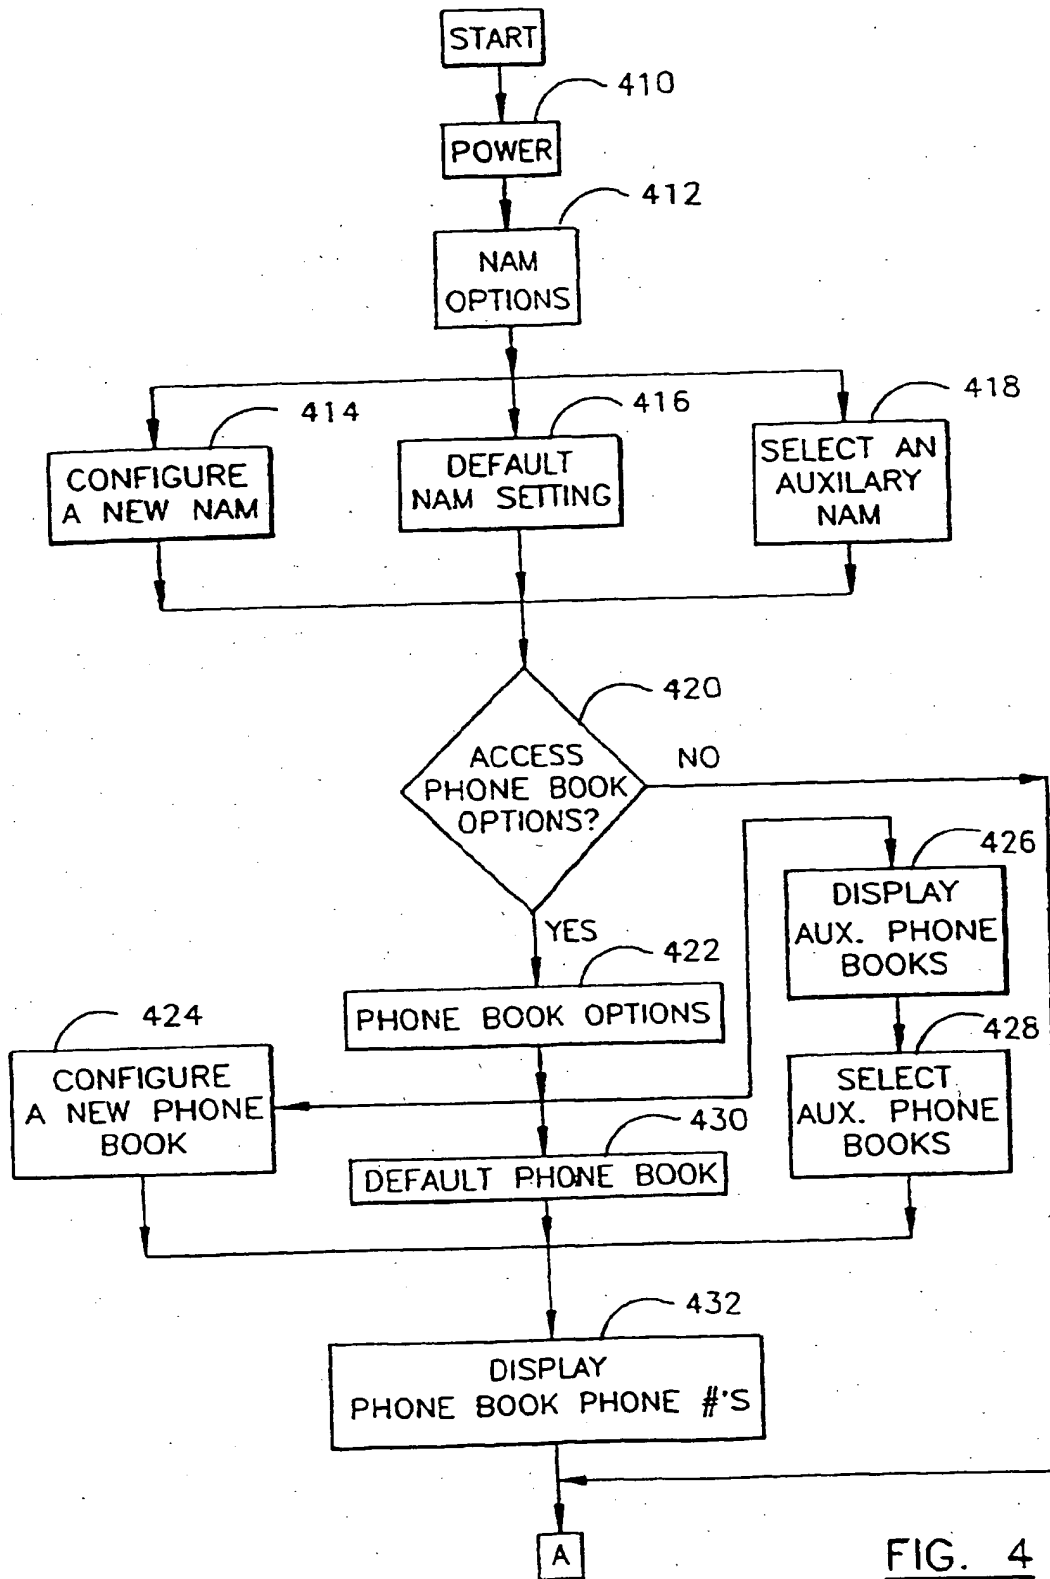 START
410
POWER
412
NAM
OPTIONS
414
416
418
CONFIGURE
A NEW NAM
DEFAULT
NAM SETTING
SELECT AN
AUXILARY
NAM
420
ACCESS
PHONE BOOK
OPTIONS?
NO
YES
422
PHONE BOOK OPTIONS
426
DISPLAY
AUX. PHONE
BOOKS
424
CONFIGURE
A NEW PHONE
BOOK
428
SELECT
AUX. PHONE
BOOKS
430
DEFAULT PHONE BOOK
432
DISPLAY
PHONE BOOK PHONE #'S
A
FIG. 4